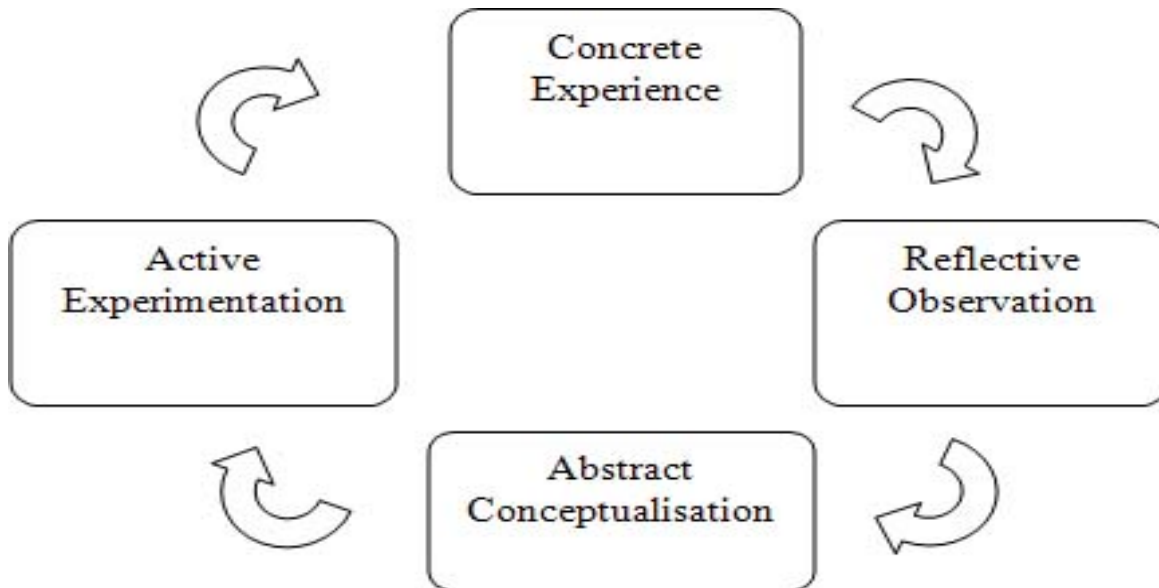 Concrete
Experience
Active
Experimentation
Reflective
Observation
Abstract
Conceptualisation